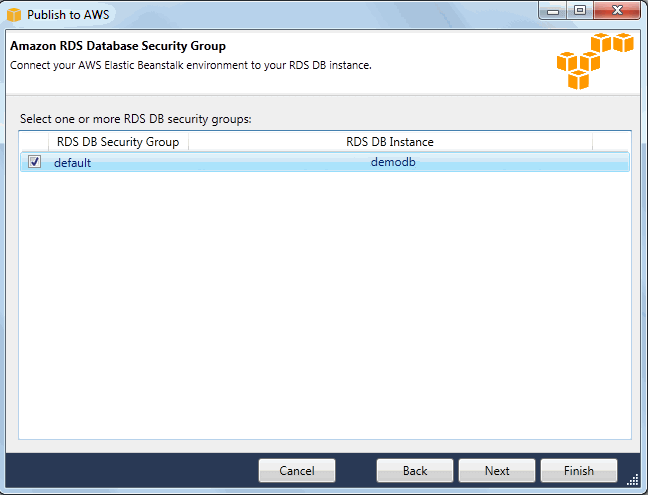 Publish to AWS
Amazon RDS Database Security Group
Connect your AWS Elastic Beanstalk environment to your RDS DB instance.
Select one or more RDS DB security groups:
RDS DB Security Group RDS DB Instance
default demodb
Cancel Back Next Finish